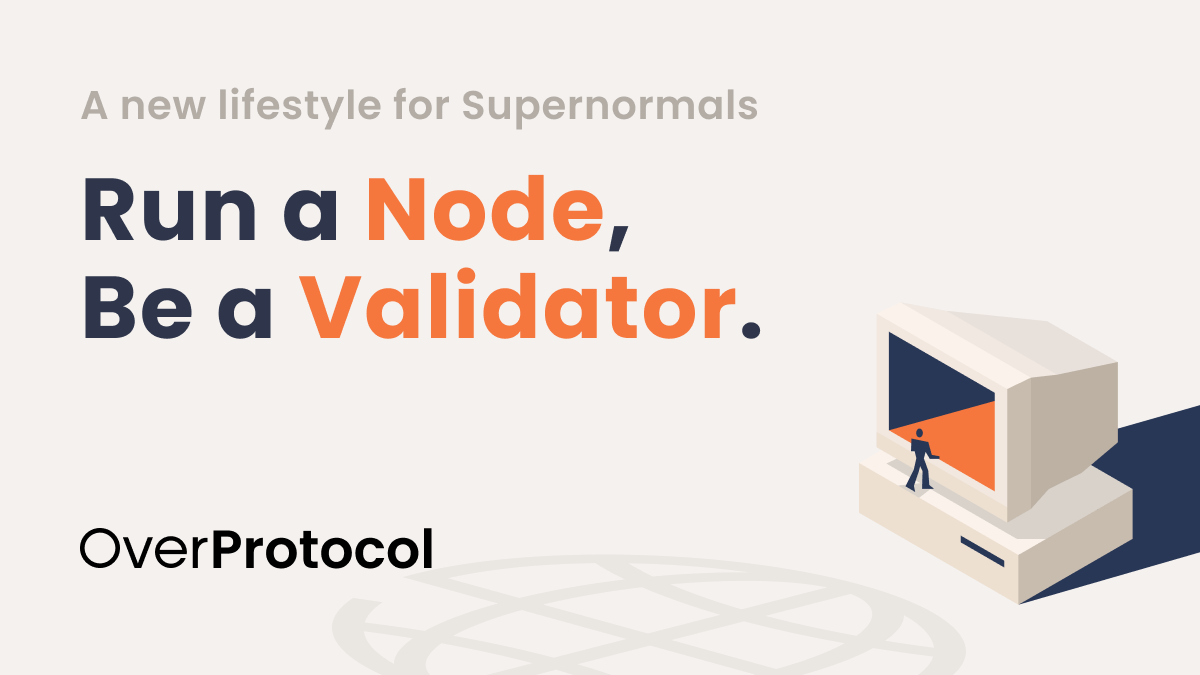 A new lifestyle for Supernormals
Run a Node,
Be a Validator.
OverProtocol